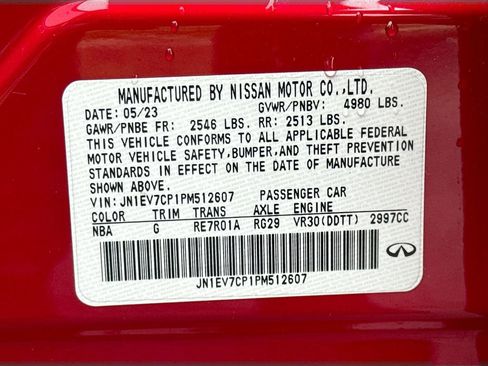 MANUFACTURED BY NISSAN MOTOR CO.,LTD.
DATE: 05/23 GVWR/PNBV: 4980 LBS.
GAWR/PNBE FR: 2546 LBS. RR: 2513 LBS.
THIS VEHICLE CONFORMS TO ALL APPLICABLE FEDERAL
MOTOR VEHICLE SAFETY,BUMPER,AND THEFT PREVENTION
STANDARDS IN EFFECT ON THE DATE OF MANUFACTURE
SHOWN ABOVE.
VIN: JN1EV7CP1PM512607 PASSENGER CAR
COLOR TRIM TRANS AXLE ENGINE
NBA G RE7R01A RG29 VR30(DDTT) 2997CC
JN1EV7CP1PM512607